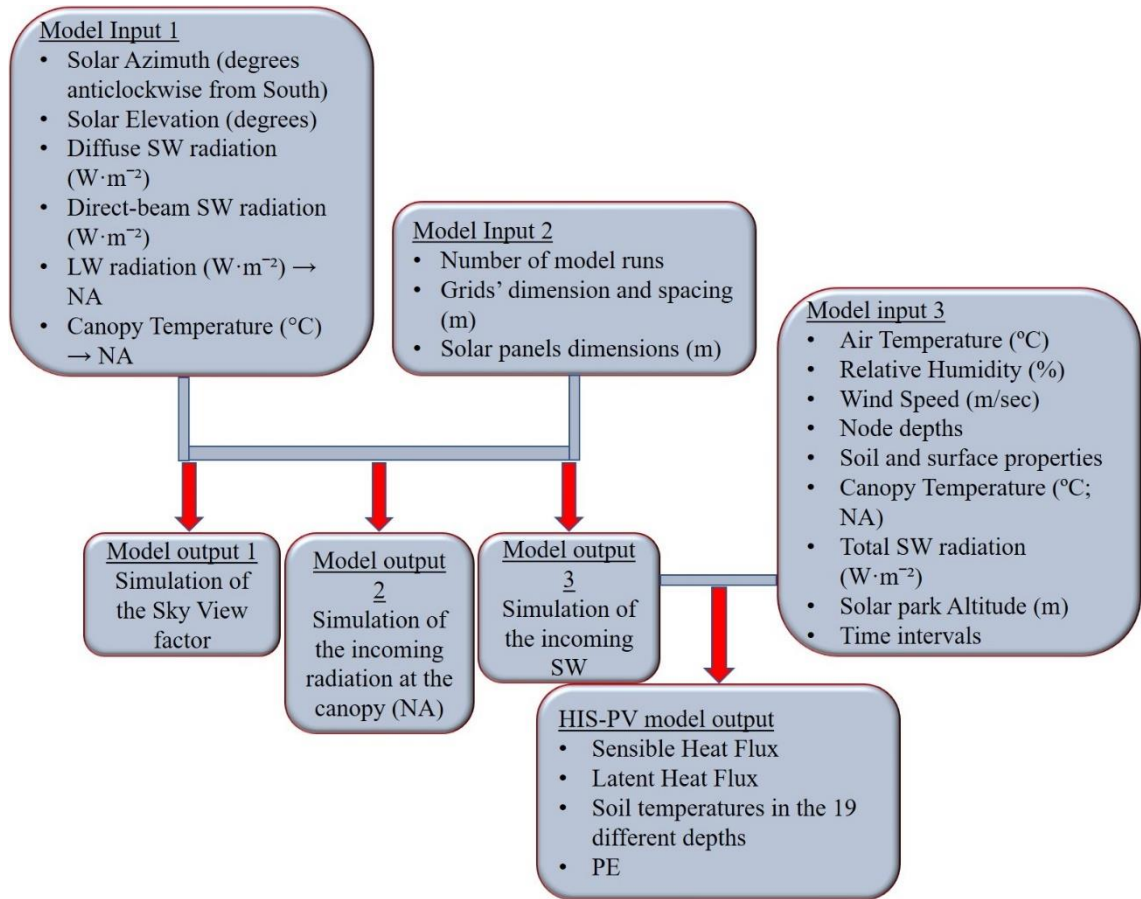 Model Input 1
• Solar Azimuth (degrees
anticlockwise from South)
• Solar Elevation (degrees)
• Diffuse SW radiation
(W·m⁻²)
• Direct-beam SW radiation
(W·m⁻²)
• LW radiation (W·m⁻²) →
NA
• Canopy Temperature (°C)
→ NA
Model Input 2
• Number of model runs
• Grids’ dimension and spacing
(m)
• Solar panels dimensions (m)
Model input 3
• Air Temperature (ºC)
• Relative Humidity (%)
• Wind Speed (m/sec)
• Node depths
• Soil and surface properties
• Canopy Temperature (ºC;
NA)
• Total SW radiation
(W·m⁻²)
• Solar park Altitude (m)
• Time intervals
Model output 1
Simulation of
the Sky View
factor
Model output
2
Simulation of
the incoming
radiation at the
canopy (NA)
Model output
3
Simulation of
the incoming
SW
HIS-PV model output
• Sensible Heat Flux
• Latent Heat Flux
• Soil temperatures in the 19
different depths
• PE